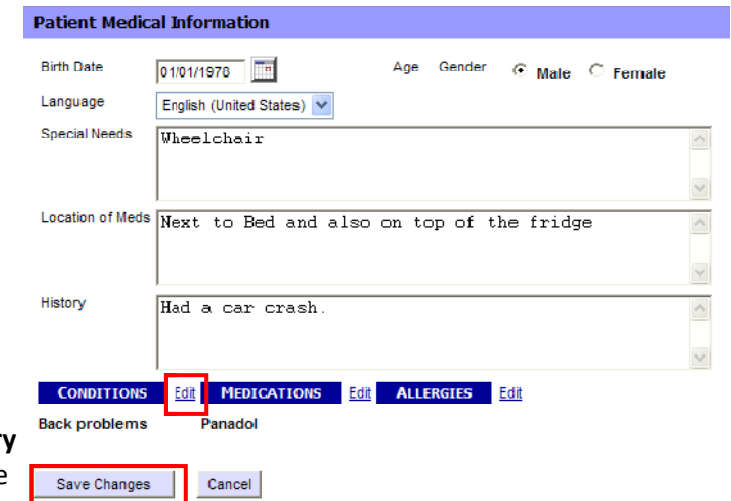 Patient Medical Information
Birth Date 01/01/1978 Age Gender Male Female
Language English (United States)
Special Needs Wheelchair
Location of Meds Next to Bed and also on top of the fridge
History Had a car crash.
CONDITIONS Edit MEDICATIONS Edit ALLERGIES Edit
Back problems Panadol
Save Changes Cancel